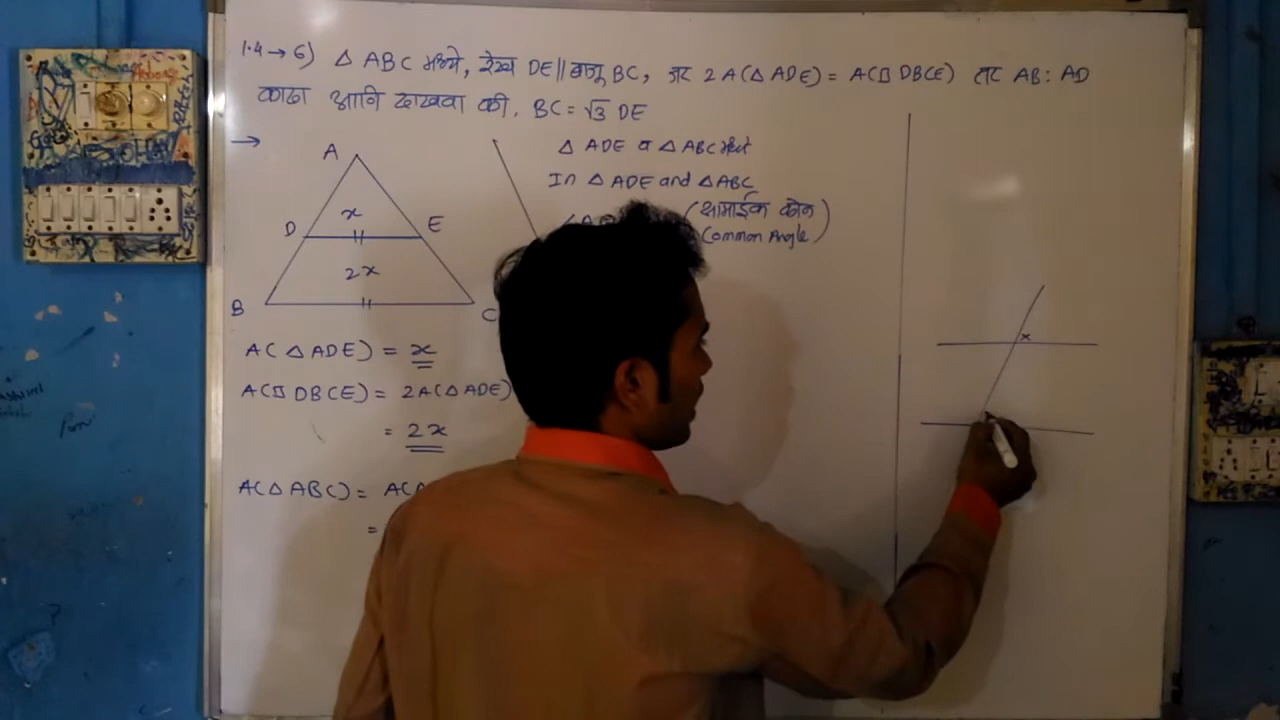 1.4→ 6) △ ABC मध्ये, रेख DE || बाजू BC, जर 2A(△ ADE) = A(□ DBCE) तर AB : AD
काढा आणि दाखवा की. BC = √3 DE
→
△ ADE व △ ABC मध्ये
In △ ADE and △ ABC
(सामाईक कोन)
Common Angle)
A
D x E
2x
B C
A(△ ADE) = x
A(□ DBCE) = 2A(△ ADE)
= 2x
A(△ ABC) = A(
=
x